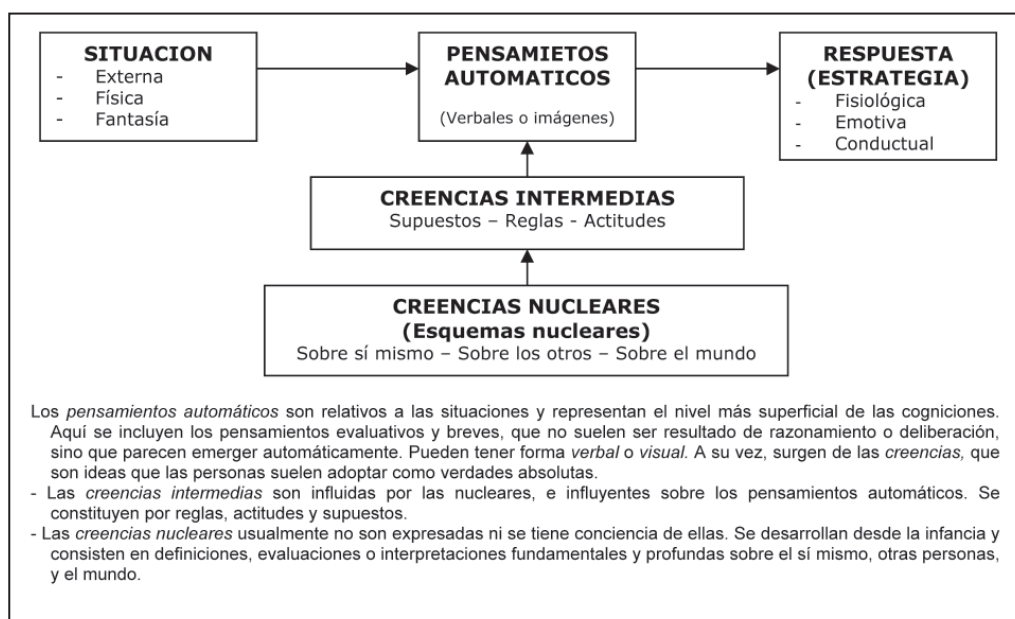 SITUACION
- Externa
- Física
- Fantasía
PENSAMIETOS
AUTOMATICOS
(Verbales o imágenes)
RESPUESTA
(ESTRATEGIA)
- Fisiológica
- Emotiva
- Conductual
CREENCIAS INTERMEDIAS
Supuestos – Reglas - Actitudes
CREENCIAS NUCLEARES
(Esquemas nucleares)
Sobre sí mismo – Sobre los otros – Sobre el mundo
Los pensamientos automáticos son relativos a las situaciones y representan el nivel más superficial de las cogniciones.
Aquí se incluyen los pensamientos evaluativos y breves, que no suelen ser resultado de razonamiento o deliberación,
sino que parecen emerger automáticamente. Pueden tener forma verbal o visual. A su vez, surgen de las creencias, que
son ideas que las personas suelen adoptar como verdades absolutas.
- Las creencias intermedias son influidas por las nucleares, e influyentes sobre los pensamientos automáticos. Se
constituyen por reglas, actitudes y supuestos.
- Las creencias nucleares usualmente no son expresadas ni se tiene conciencia de ellas. Se desarrollan desde la infancia y
consisten en definiciones, evaluaciones o interpretaciones fundamentales y profundas sobre el sí mismo, otras personas,
y el mundo.